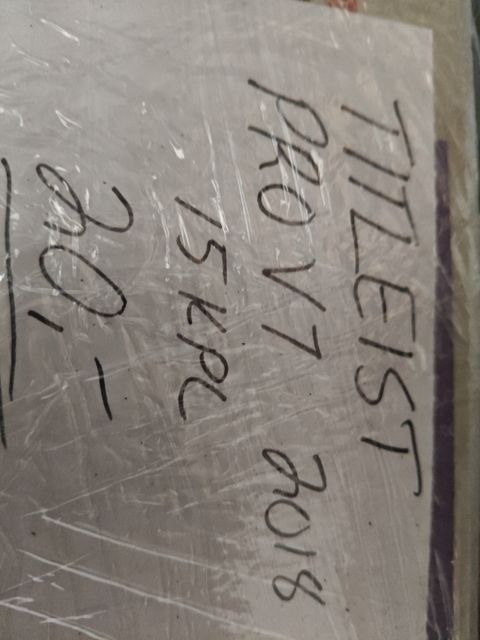 TITLEIST
PRO V1 2018
15 KPL
20,-